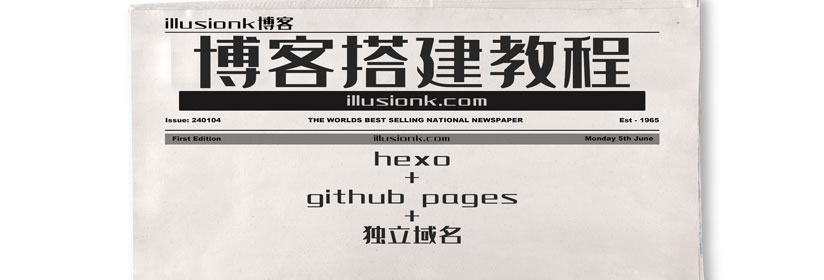 illusionk博客
博客搭建教程
illusionk.com
Issue: 240104 THE WORLDS BEST SELLING NATIONAL NEWSPAPER Est - 1965
First Edition illusionk.com Monday 5th June
hexo
+
github pages
+
独立域名